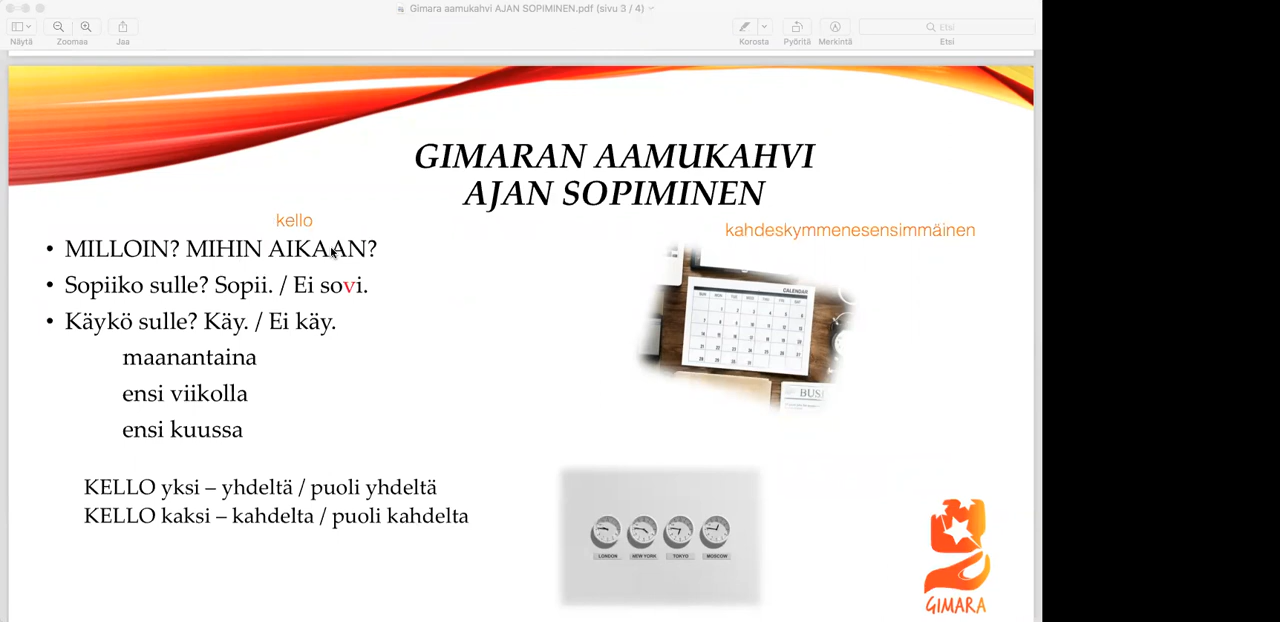 Gimara aamukahvi AJAN SOPIMINEN.pdf (sivu 3 / 4)
Näytä
Zoomaa
Jaa
Korosta
Pyöritä
Merkintä
Etsi
Etsi
GIMARAN AAMUKAHVI
AJAN SOPIMINEN
kello
kahdeskymmenesensimmäinen
• MILLOIN? MIHIN AIKAAN?
• Sopiiko sulle? Sopii. / Ei sovi.
• Käykö sulle? Käy. / Ei käy.
maanantaina
ensi viikolla
ensi kuussa
CALENDAR
BUSI
KELLO yksi – yhdeltä / puoli yhdeltä
KELLO kaksi – kahdelta / puoli kahdelta
LONDON NEW YORK TOKYO MOSCOW
GIMARA